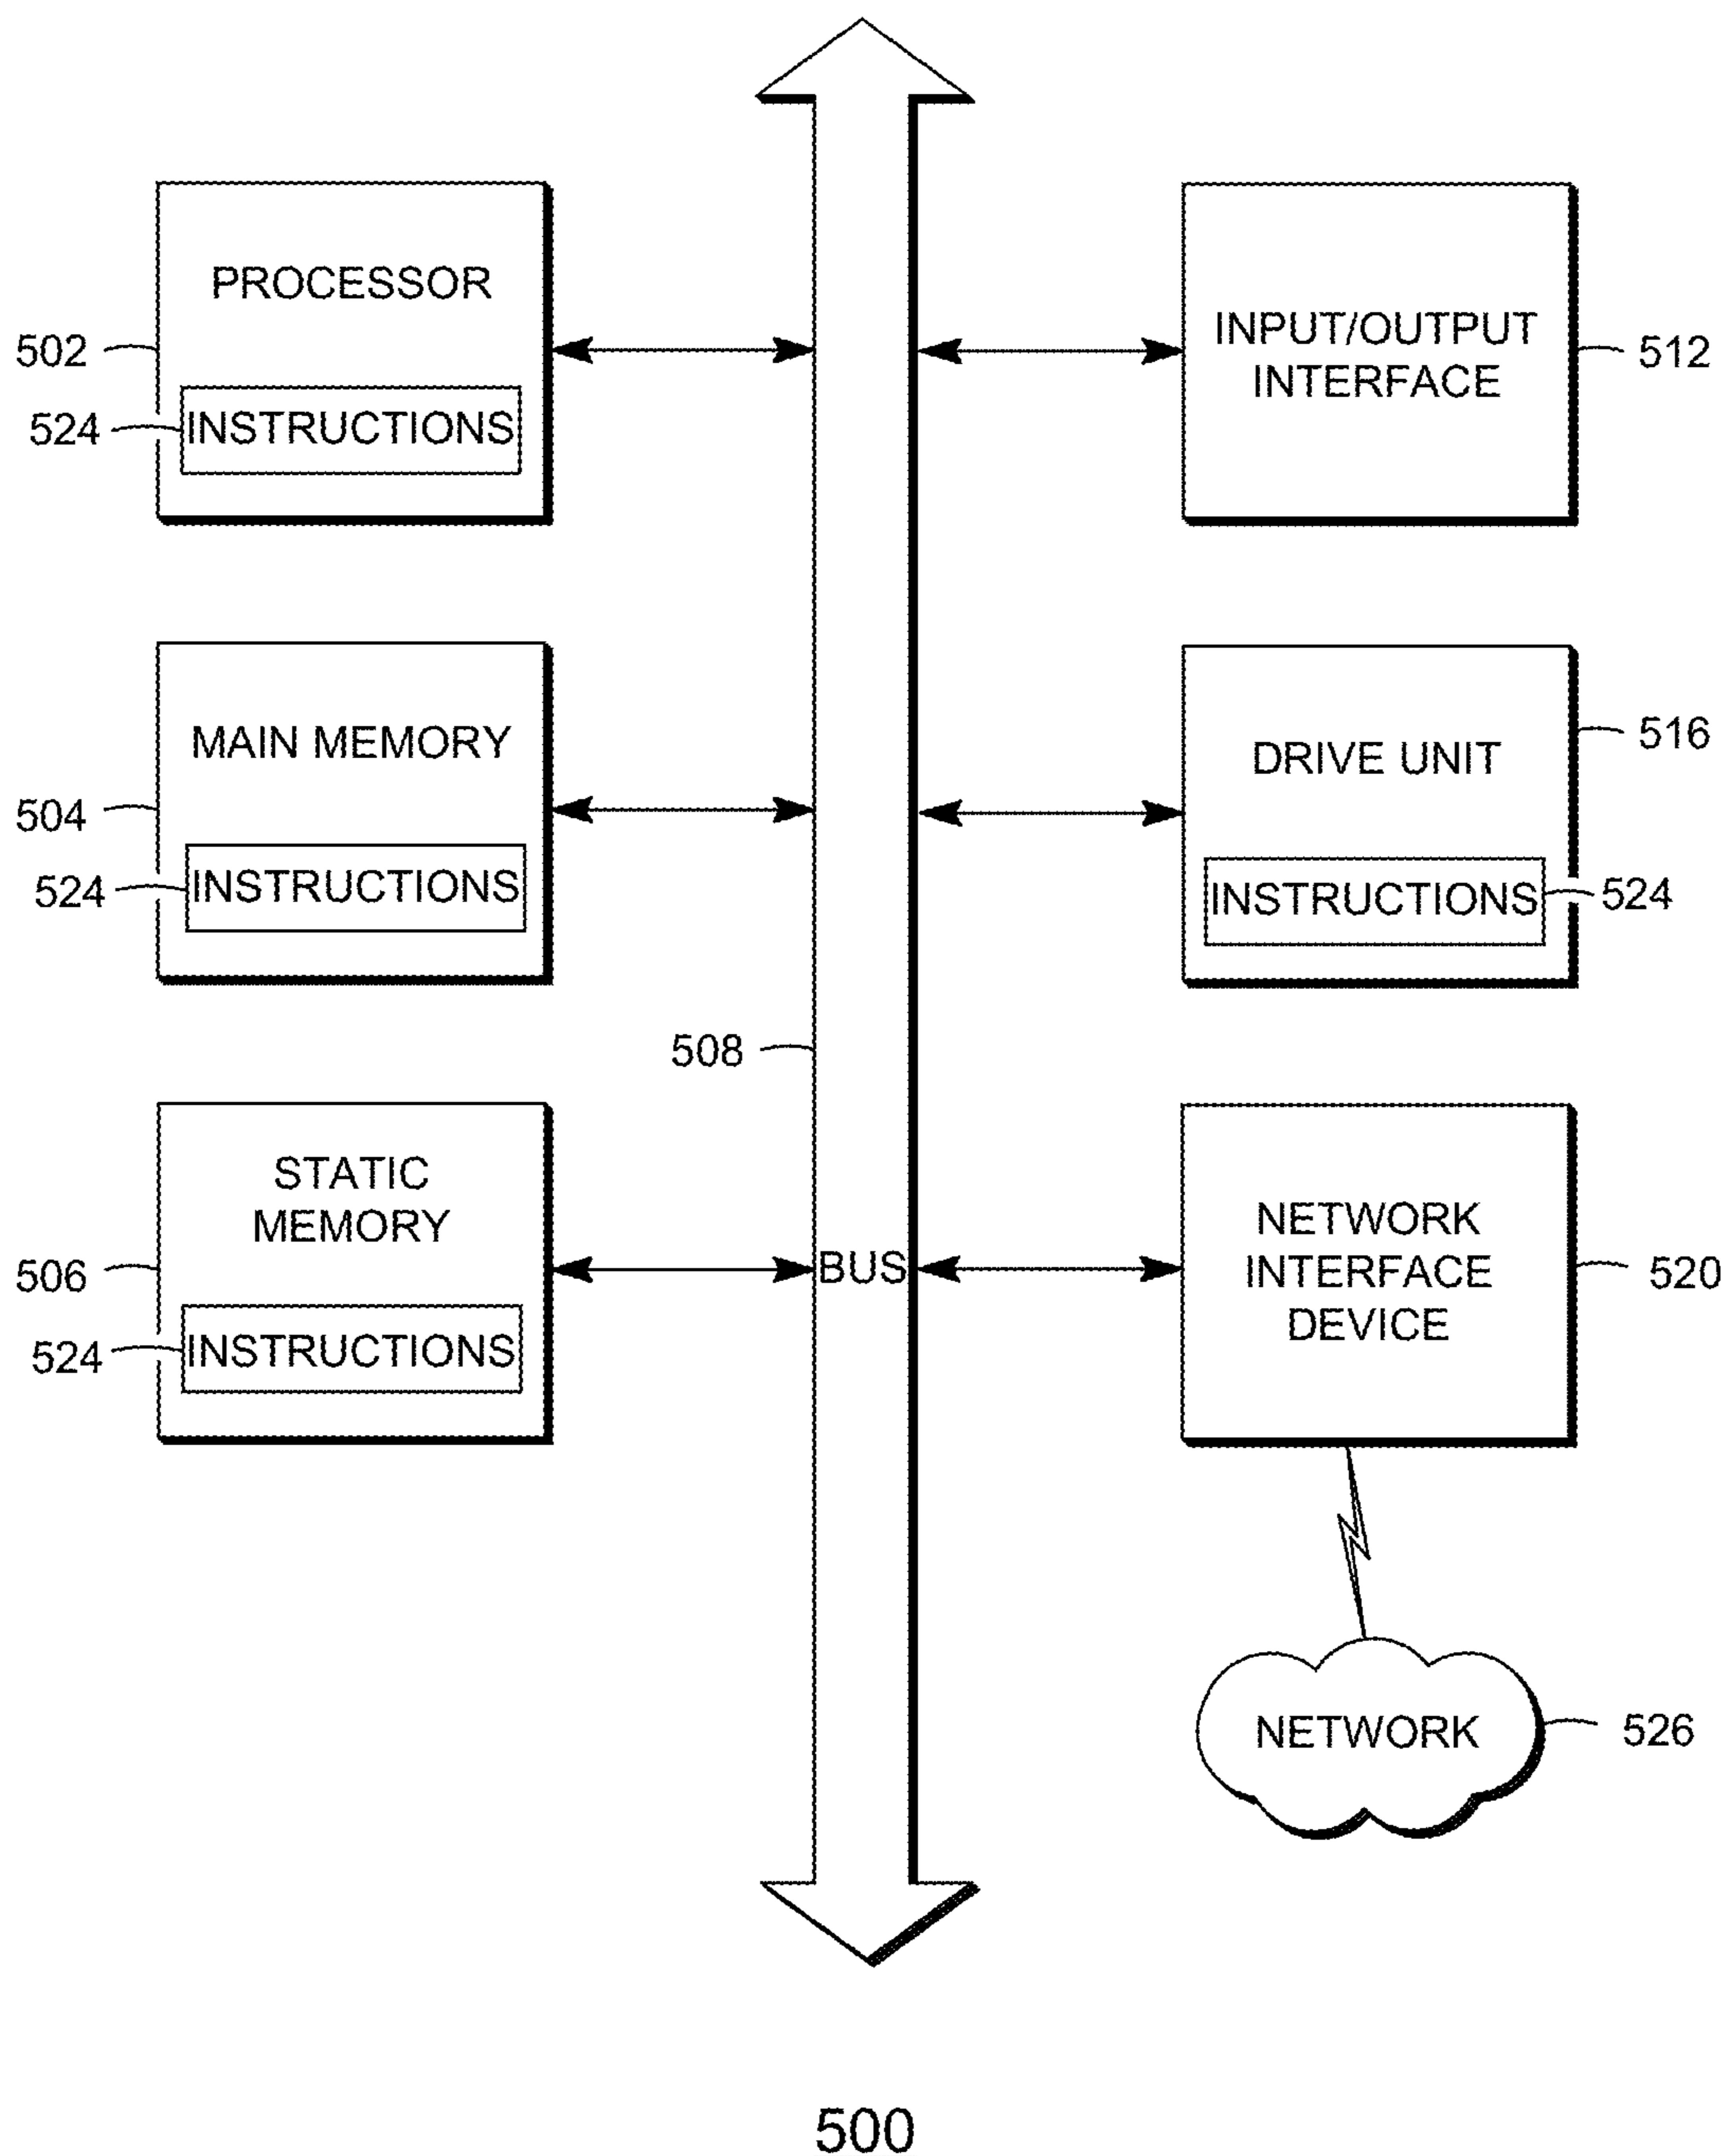 PROCESSOR
502
524
INSTRUCTIONS
INPUT/OUTPUT
INTERFACE
512
MAIN MEMORY
504
524
INSTRUCTIONS
DRIVE UNIT
516
INSTRUCTIONS
524
508
STATIC
MEMORY
506
524
INSTRUCTIONS
BUS
NETWORK
INTERFACE
DEVICE
520
NETWORK
526
500